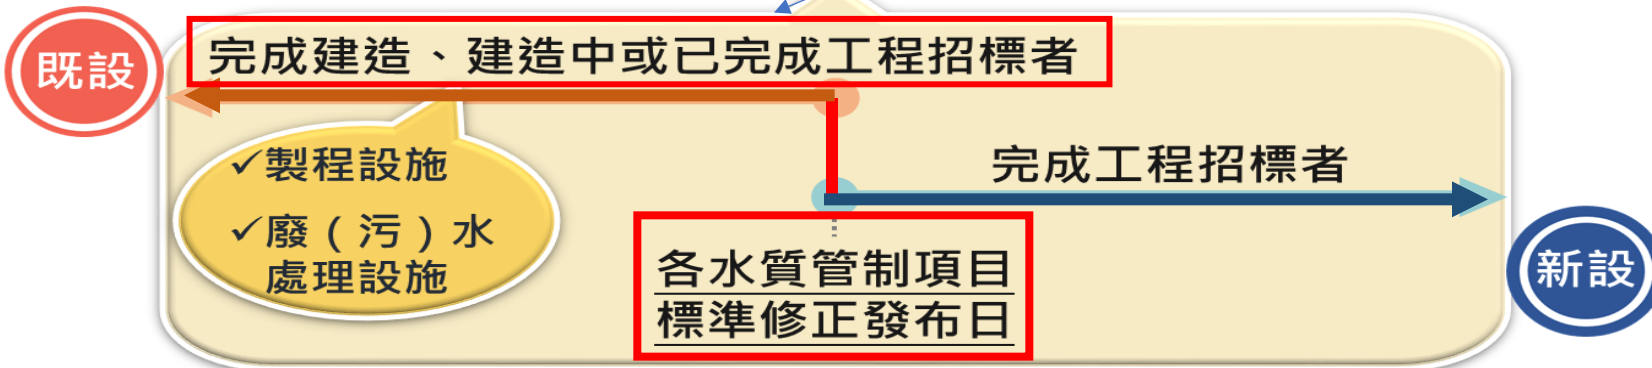 既設
完成建造、建造中或已完成工程招標者
✓製程設施
✓廢（污）水
處理設施
完成工程招標者
各水質管制項目
標準修正發布日
新設